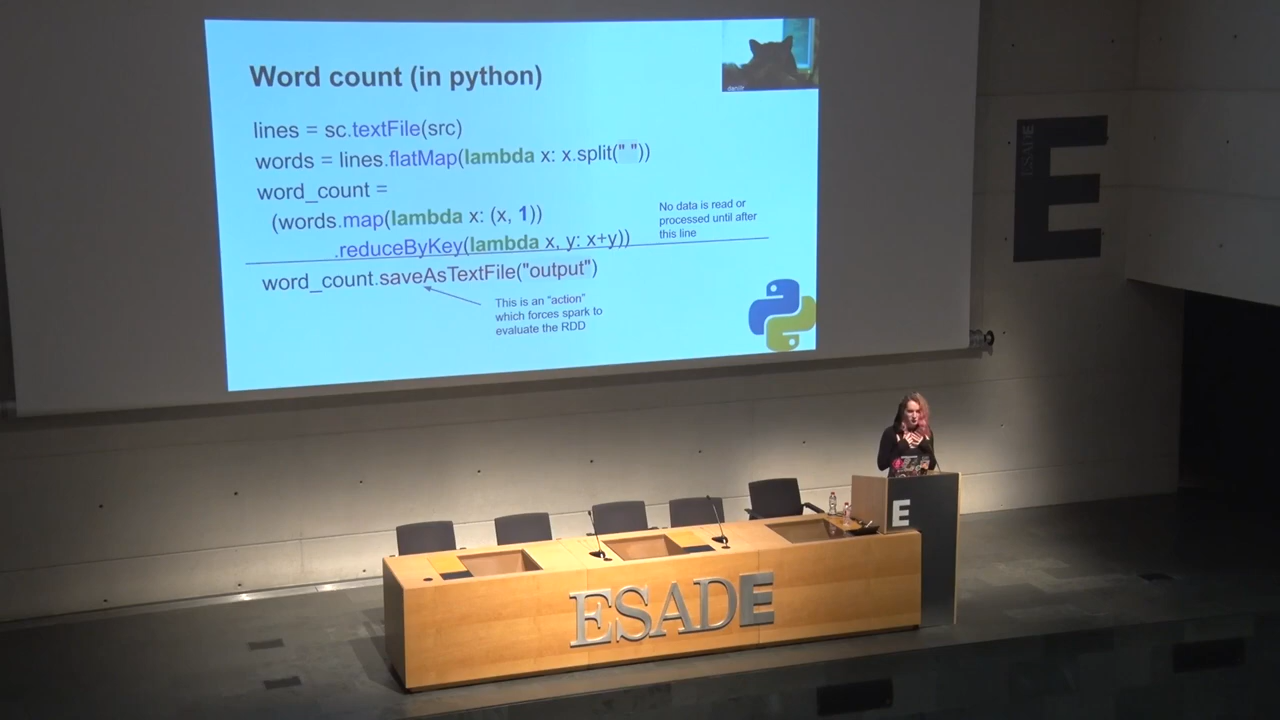 Word count (in python)
lines = sc.textFile(src)
words = lines.flatMap(lambda x: x.split(" "))
word_count =
(words.map(lambda x: (x, 1))
.reduceByKey(lambda x, y: x+y))
No data is read or
processed until after
this line
word_count.saveAsTextFile("output")
This is an "action"
which forces spark to
evaluate the RDD
ESADE
E
E
ESADE